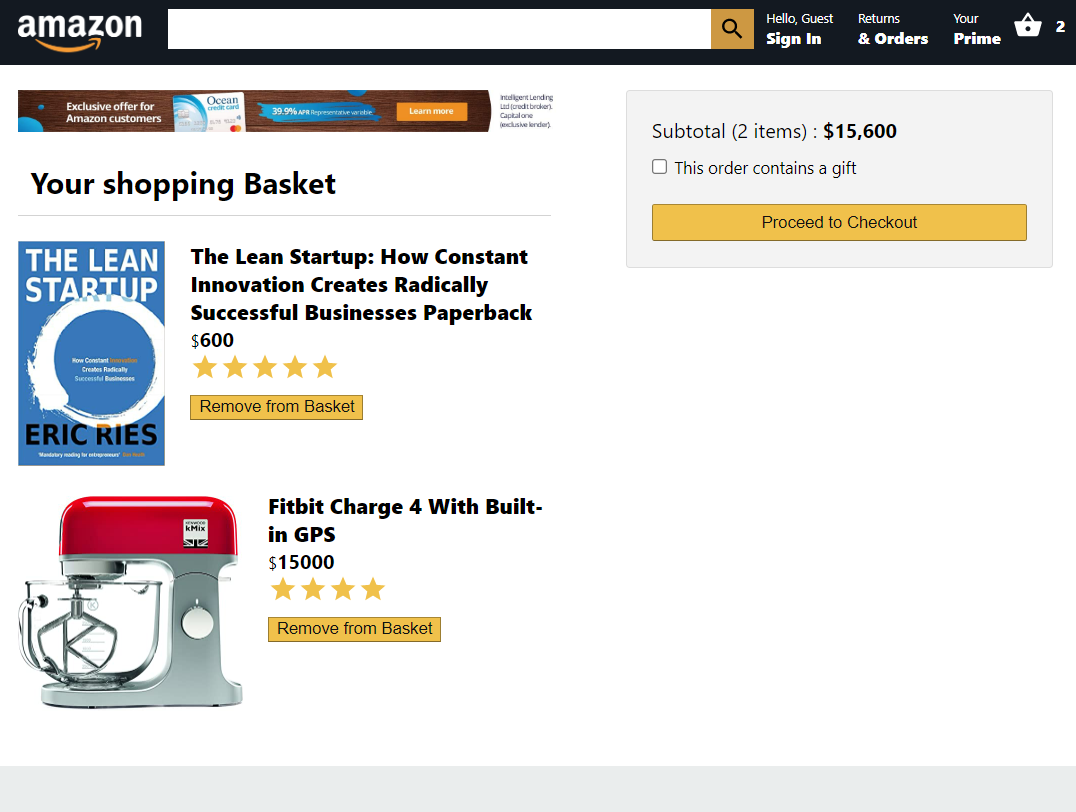 amazon
Hello, Guest
Sign In
Returns
& Orders
Your
Prime
2
Exclusive offer for
Amazon customers
Ocean
credit card
39.9% APR Representative variable.
Learn more
Intelligent Lending
Ltd (credit broker).
Capital one
(exclusive lender).
Subtotal (2 items) : $15,600
This order contains a gift
Proceed to Checkout
Your shopping Basket
THE LEAN
STARTUP
How Constant Innovation
Creates Radically
Successful Businesses
ERIC RIES
'Mandatory reading for entrepreneurs'
The Lean Startup: How Constant
Innovation Creates Radically
Successful Businesses Paperback
$600
Remove from Basket
KENWOOD
kMix
Fitbit Charge 4 With Built-
in GPS
$15000
Remove from Basket